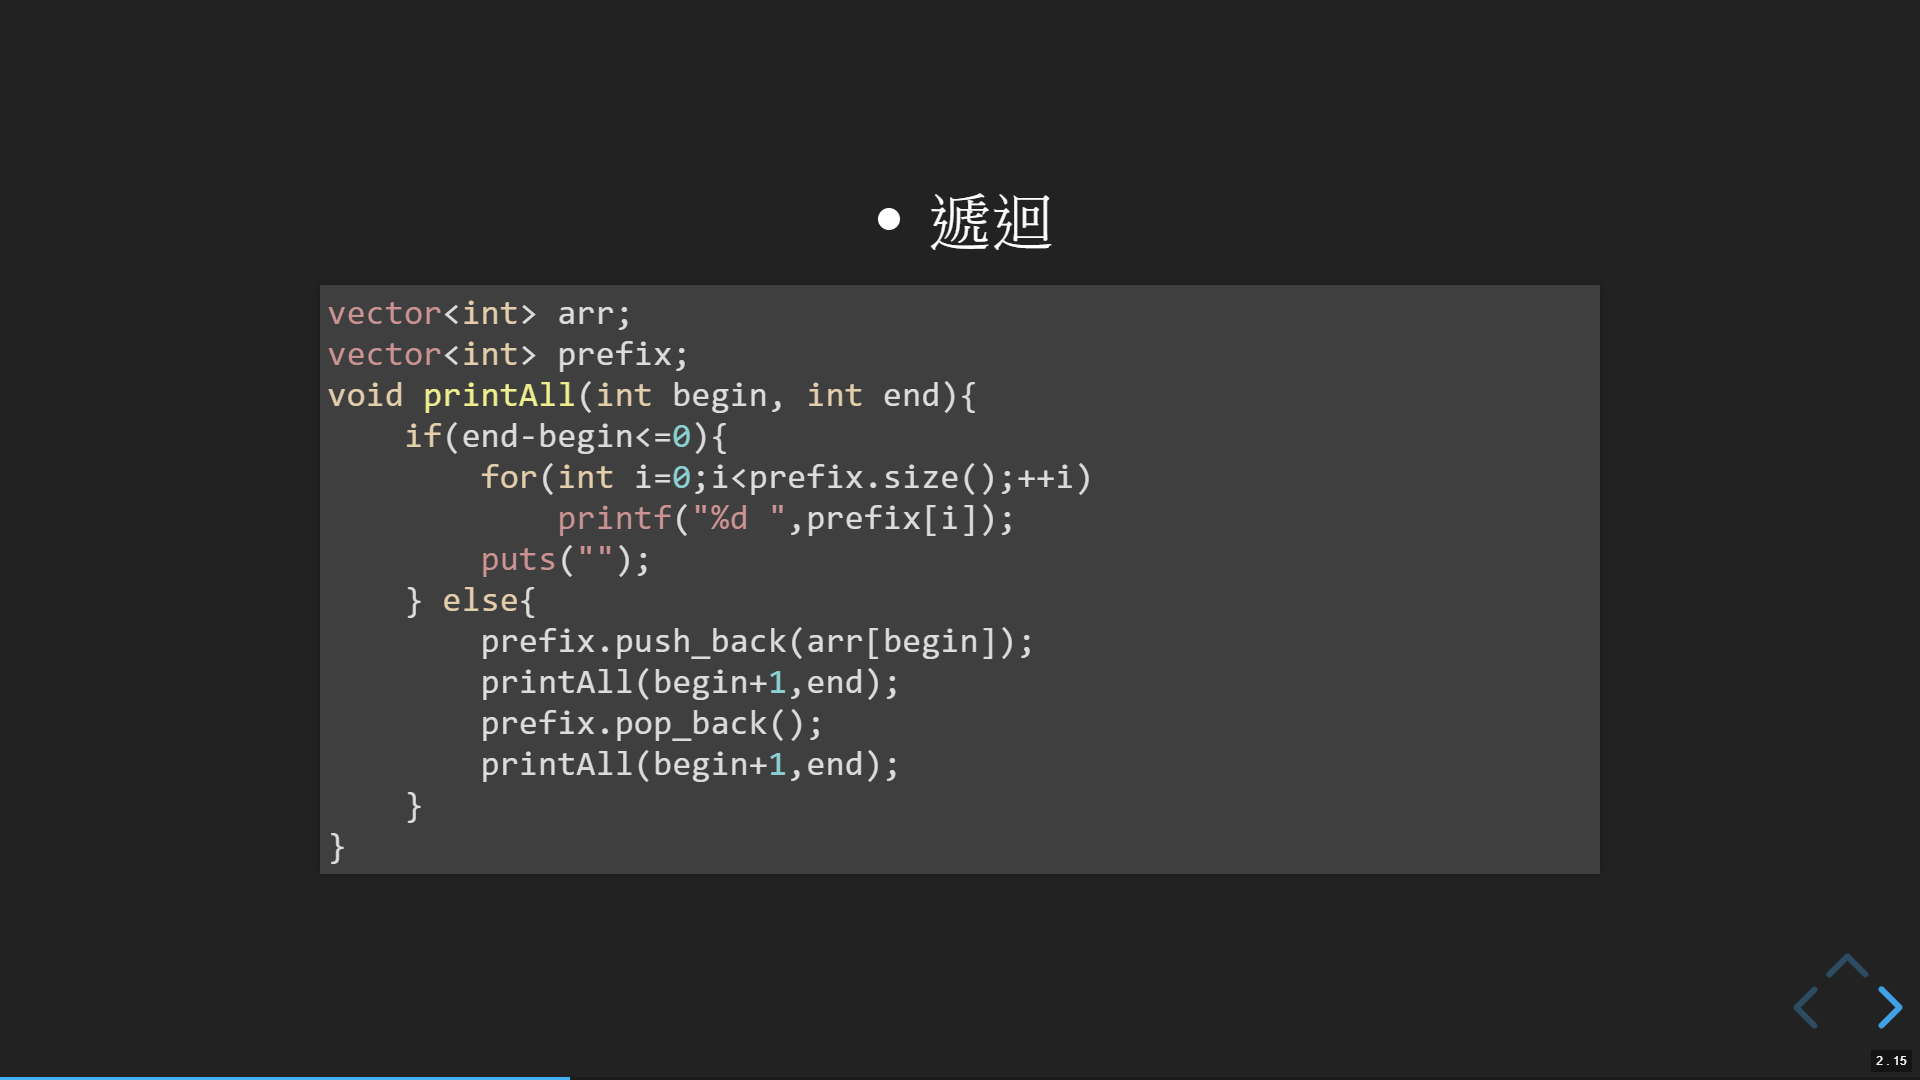 • 遞迴
vector<int> arr;
vector<int> prefix;
void printAll(int begin, int end){
    if(end-begin<=0){
        for(int i=0;i<prefix.size();++i)
            printf("%d ",prefix[i]);
        puts("");
    } else{
        prefix.push_back(arr[begin]);
        printAll(begin+1,end);
        prefix.pop_back();
        printAll(begin+1,end);
    }
}
2.15